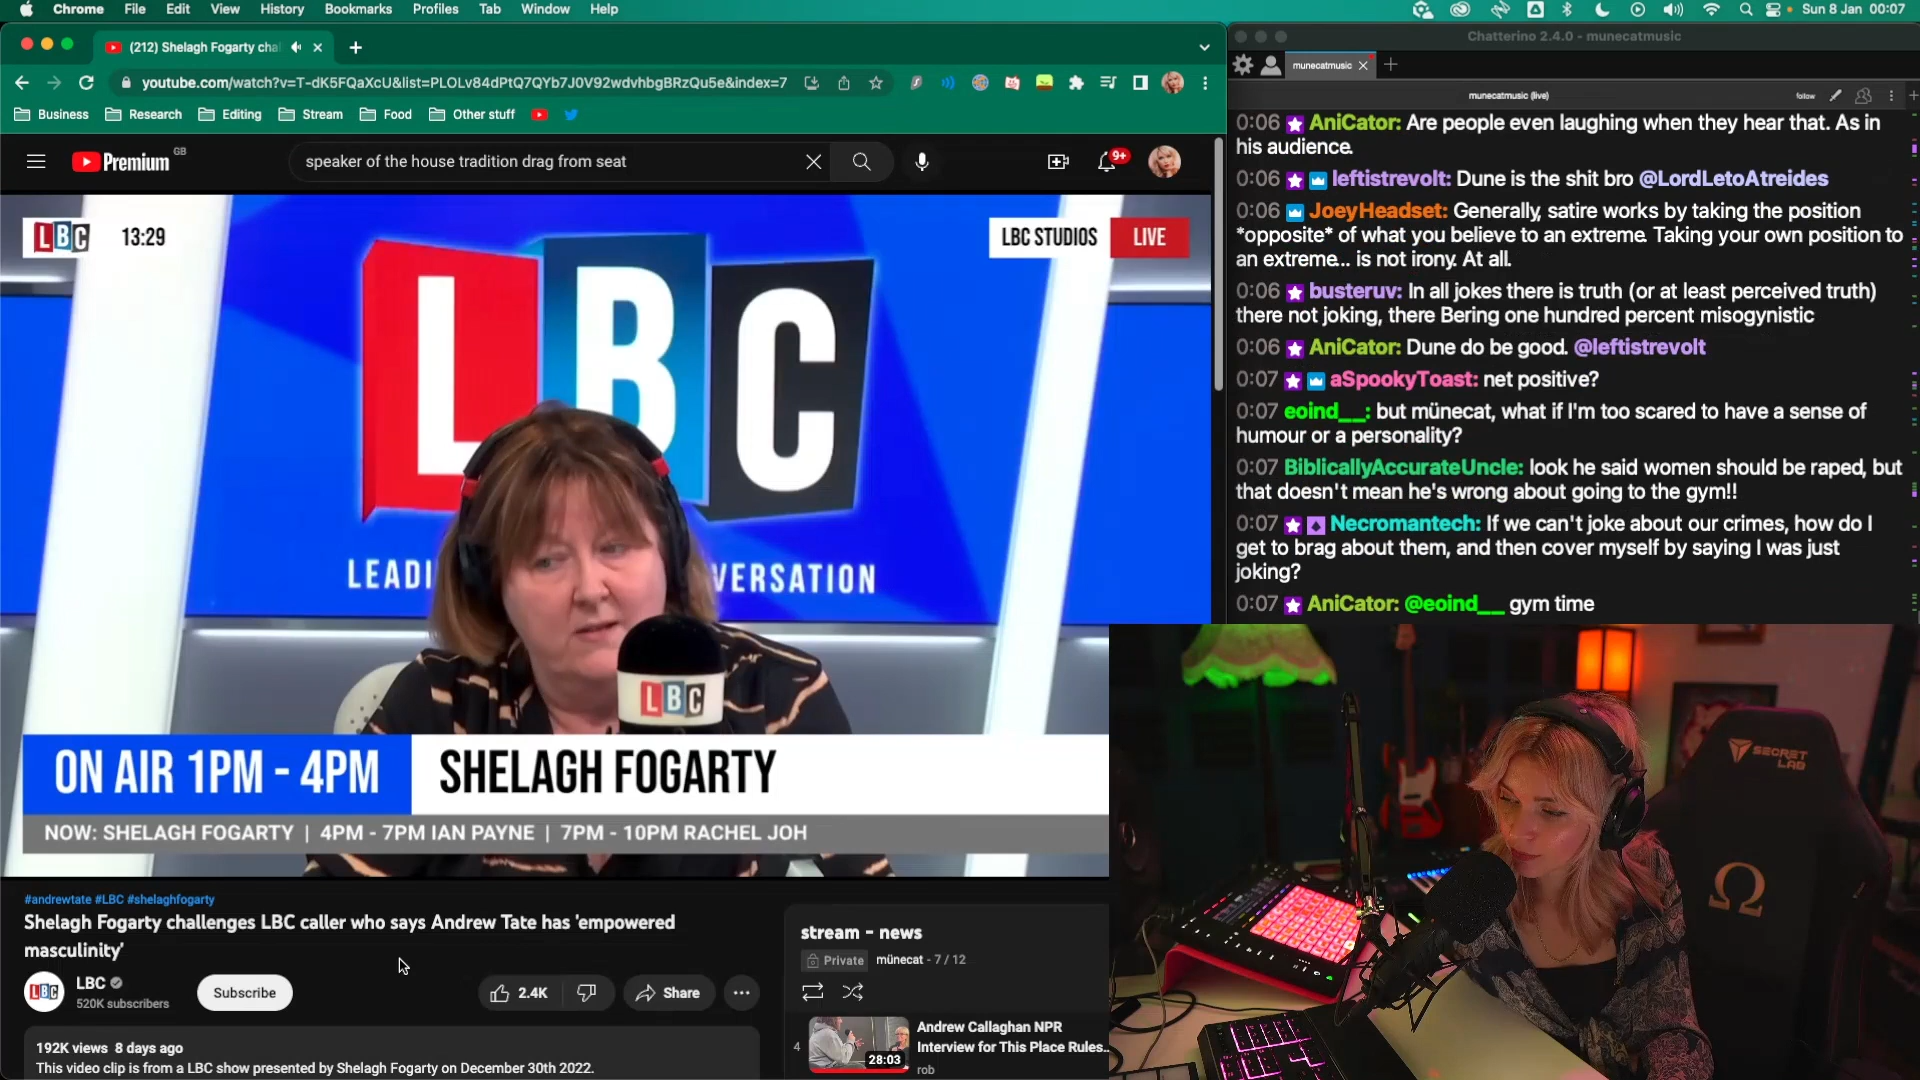 Chrome File Edit View History Bookmarks Profiles Tab Window Help
Sun 8 Jan 00:07
(212) Shelagh Fogarty cha
youtube.com/watch?v=T-dK5FQaXcU&list=PLOLv84dPtQ7QYb7J0V92wdvhbgBRzQu5e&index=7
Business Research Editing Stream Food Other stuff
Premium GB
speaker of the house tradition drag from seat
9+
LBC 13:29
LBC STUDIOS LIVE
LBC
LEADI VERSATION
LBC
ON AIR 1PM - 4PM SHELAGH FOGARTY
NOW: SHELAGH FOGARTY | 4PM - 7PM IAN PAYNE | 7PM - 10PM RACHEL JOH
#andrewtate #LBC #shelaghfogarty
Shelagh Fogarty challenges LBC caller who says Andrew Tate has 'empowered
masculinity'
LBC
LBC
520K subscribers
Subscribe
2.4K
Share
192K views 8 days ago
This video clip is from a LBC show presented by Shelagh Fogarty on December 30th 2022.
stream - news
Private münecat - 7 / 12
4
28:03
Andrew Callaghan NPR
Interview for This Place Rules..
rob
Chatterino 2.4.0 - munecatmusic
munecatmusic
munecatmusic (live)
follow
0:06 AniCator: Are people even laughing when they hear that. As in
his audience.
0:06 leftistrevolt: Dune is the shit bro @LordLetoAtreides
0:06 JoeyHeadset: Generally, satire works by taking the position
*opposite* of what you believe to an extreme. Taking your own position to
an extreme... is not irony. At all.
0:06 busteruv: In all jokes there is truth (or at least perceived truth)
there not joking, there Bering one hundred percent misogynistic
0:06 AniCator: Dune do be good. @leftistrevolt
0:07 aSpookyToast: net positive?
0:07 eoind__: but münecat, what if I'm too scared to have a sense of
humour or a personality?
0:07 BiblicallyAccurateUncle: look he said women should be raped, but
that doesn't mean he's wrong about going to the gym!!
0:07 Necromantech: If we can't joke about our crimes, how do I
get to brag about them, and then cover myself by saying I was just
joking?
0:07 AniCator: @eoind__ gym time
SECRET
LAB
Ω